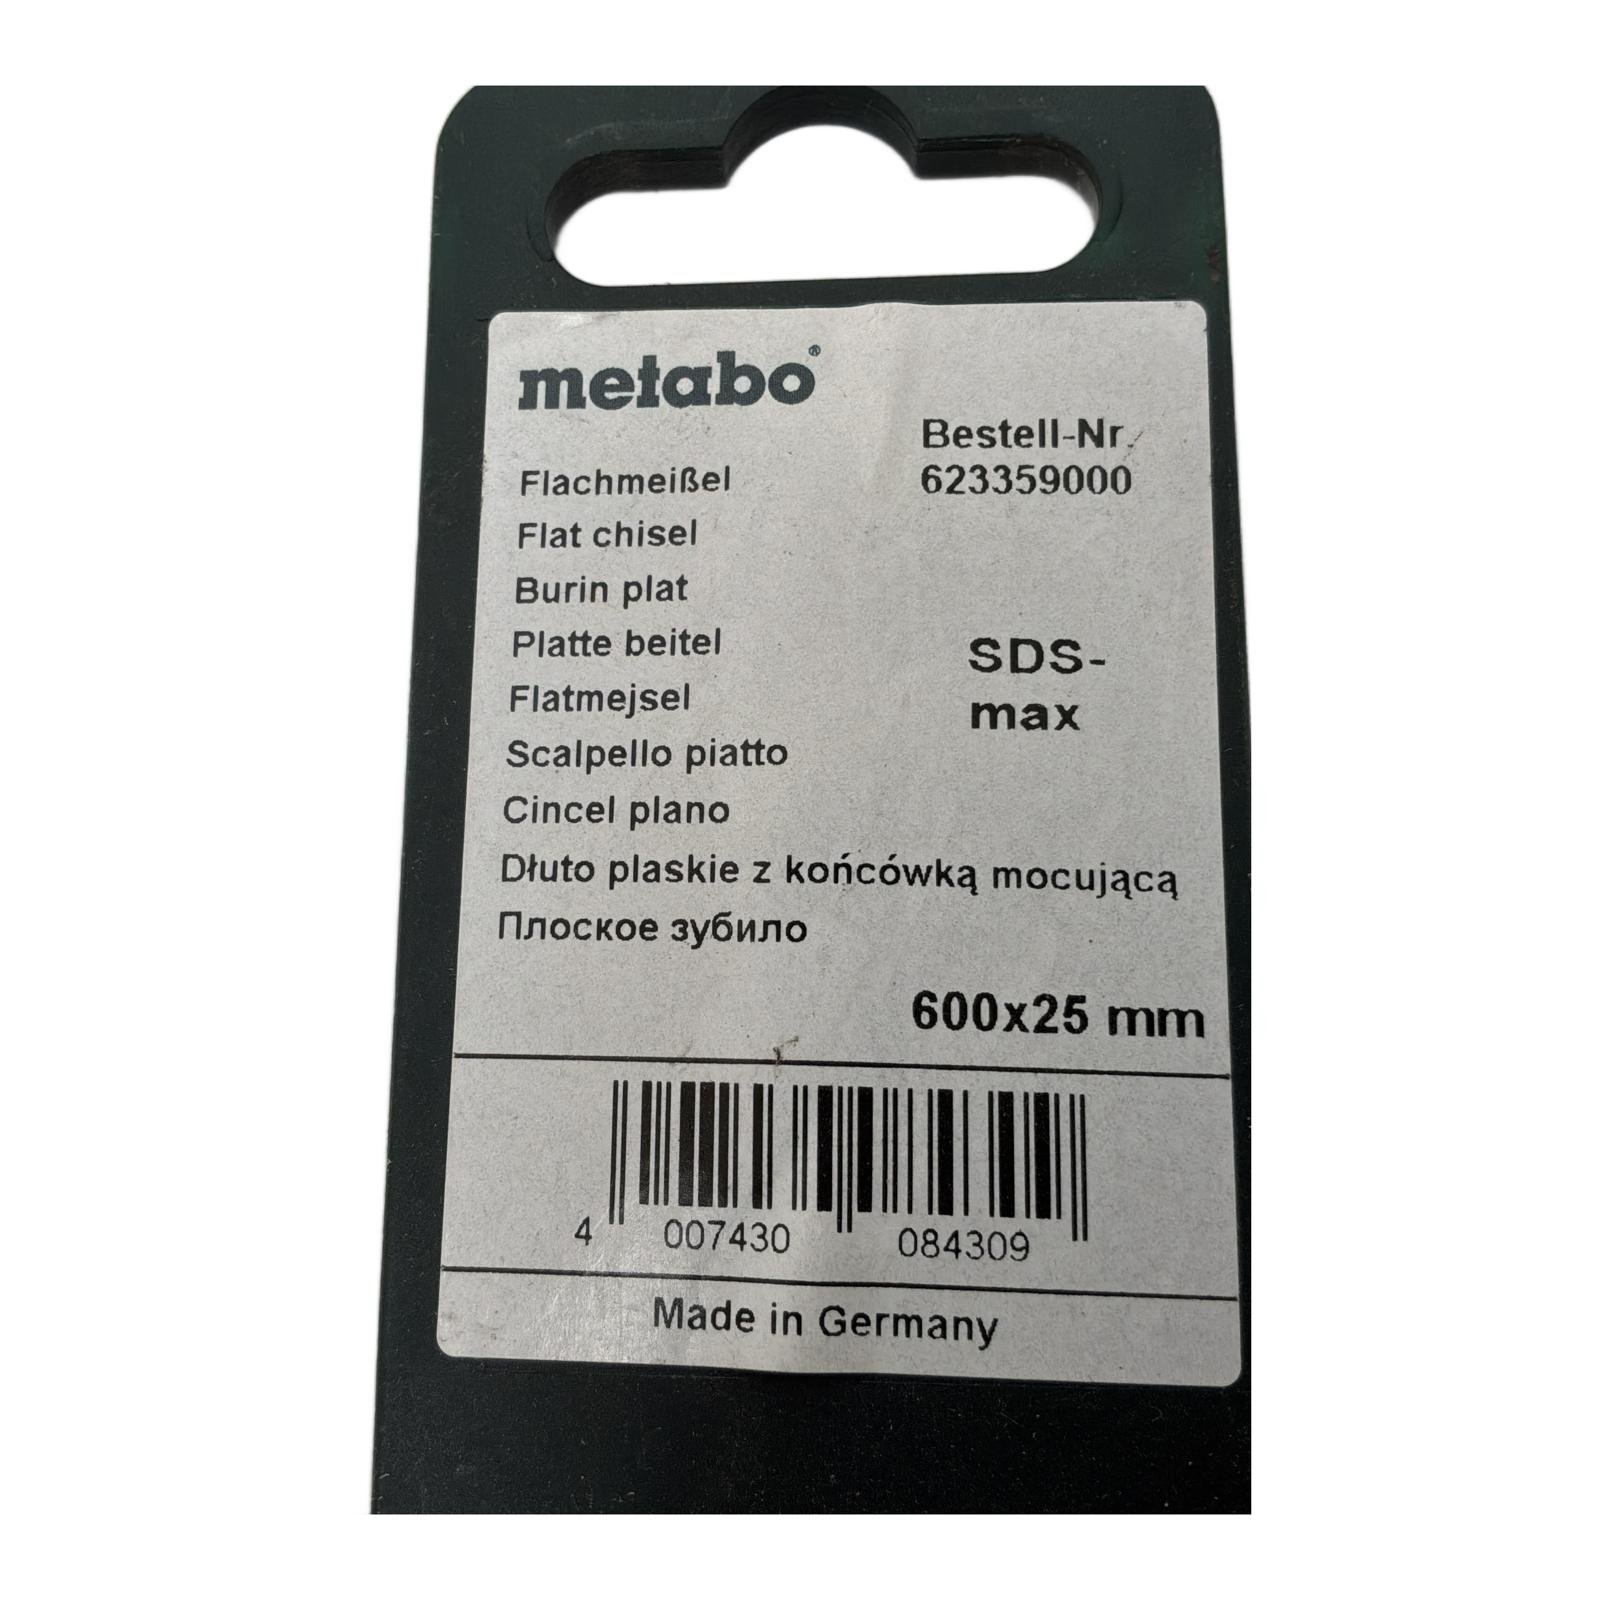 metabo®
Bestell-Nr.
623359000
Flachmeißel
Flat chisel
Burin plat
Platte beitel
Flatmejsel
Scalpello piatto
Cincel plano
Dłuto plaskie z końcówką mocującą
Плоское зубило
SDS-
max
600x25 mm
4 007430 084309
Made in Germany